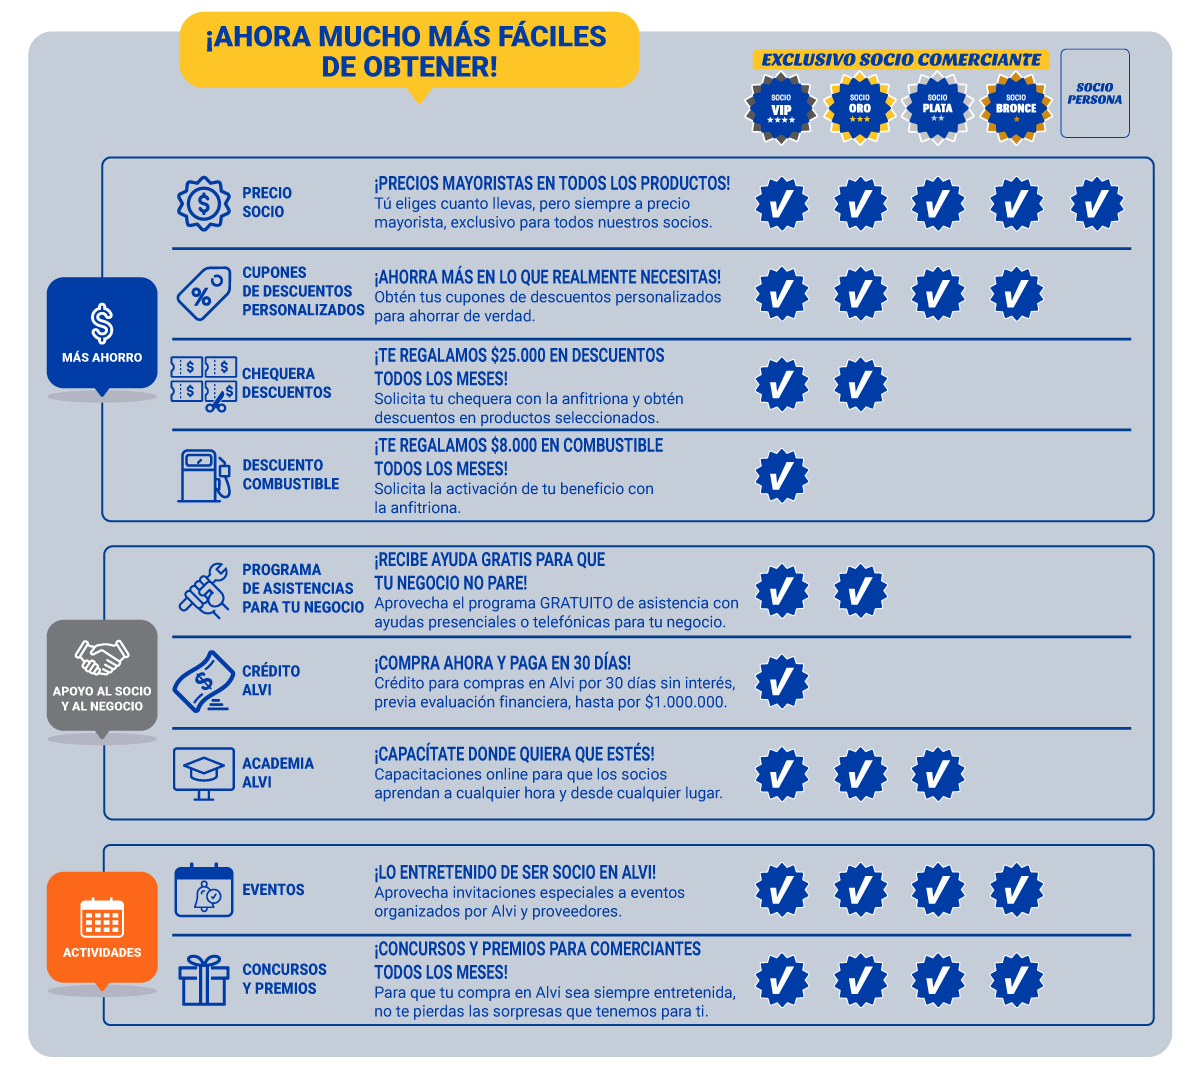 ¡AHORA MUCHO MÁS FÁCILES
DE OBTENER!
EXCLUSIVO SOCIO COMERCIANTE
SOCIO
VIP
SOCIO
ORO
SOCIO
PLATA
SOCIO
BRONCE
SOCIO
PERSONA
MÁS AHORRO
PRECIO
SOCIO
¡PRECIOS MAYORISTAS EN TODOS LOS PRODUCTOS!
Tú eliges cuanto llevas, pero siempre a precio
mayorista, exclusivo para todos nuestros socios.
CUPONES
DE DESCUENTOS
PERSONALIZADOS
¡AHORRA MÁS EN LO QUE REALMENTE NECESITAS!
Obtén tus cupones de descuentos personalizados
para ahorrar de verdad.
CHEQUERA
DESCUENTOS
¡TE REGALAMOS $25.000 EN DESCUENTOS
TODOS LOS MESES!
Solicita tu chequera con la anfitriona y obtén
descuentos en productos seleccionados.
DESCUENTO
COMBUSTIBLE
¡TE REGALAMOS $8.000 EN COMBUSTIBLE
TODOS LOS MESES!
Solicita la activación de tu beneficio con
la anfitriona.
APOYO AL SOCIO
Y AL NEGOCIO
PROGRAMA
DE ASISTENCIAS
PARA TU NEGOCIO
¡RECIBE AYUDA GRATIS PARA QUE
TU NEGOCIO NO PARE!
Aprovecha el programa GRATUITO de asistencia con
ayudas presenciales o telefónicas para tu negocio.
CRÉDITO
ALVI
¡COMPRA AHORA Y PAGA EN 30 DÍAS!
Crédito para compras en Alvi por 30 días sin interés,
previa evaluación financiera, hasta por $1.000.000.
ACADEMIA
ALVI
¡CAPACÍTATE DONDE QUIERA QUE ESTÉS!
Capacitaciones online para que los socios
aprendan a cualquier hora y desde cualquier lugar.
ACTIVIDADES
EVENTOS
¡LO ENTRETENIDO DE SER SOCIO EN ALVI!
Aprovecha invitaciones especiales a eventos
organizados por Alvi y proveedores.
CONCURSOS
Y PREMIOS
¡CONCURSOS Y PREMIOS PARA COMERCIANTES
TODOS LOS MESES!
Para que tu compra en Alvi sea siempre entretenida,
no te pierdas las sorpresas que tenemos para ti.